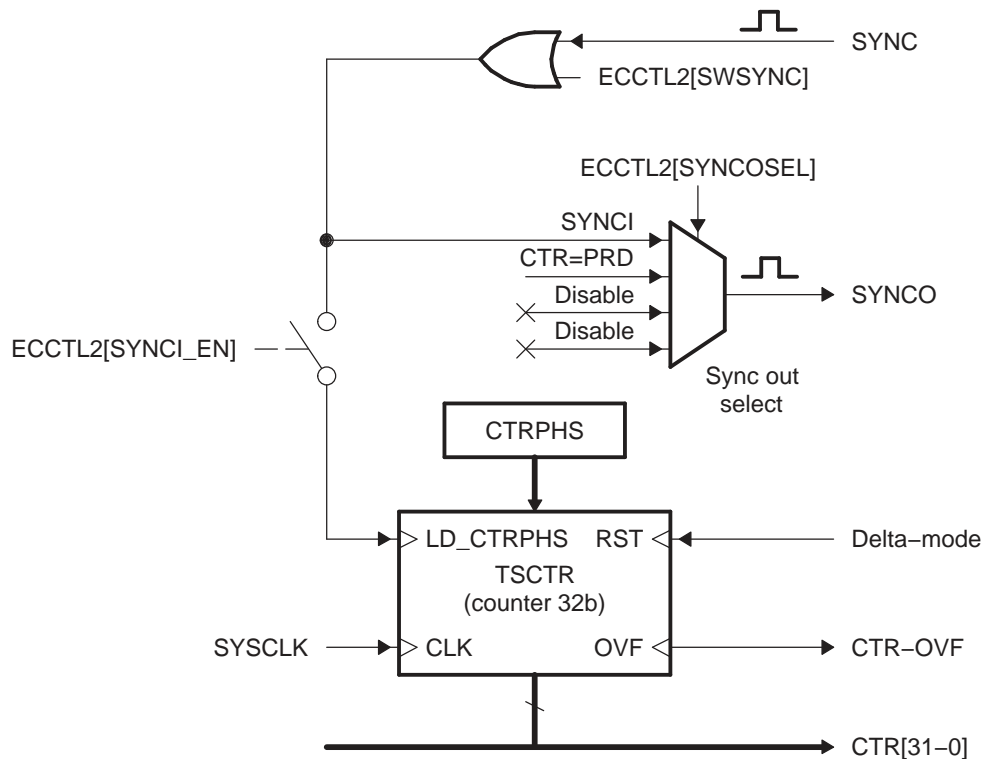 SYNC
ECCTL2[SWSYNC]
ECCTL2[SYNCOSEL]
SYNCI
CTR=PRD
Disable
Disable
SYNCO
ECCTL2[SYNCI_EN]
Sync out
select
CTRPHS
LD_CTRPHS
RST
Delta−mode
TSCTR
(counter 32b)
SYSCLK
CLK
OVF
CTR−OVF
CTR[31−0]